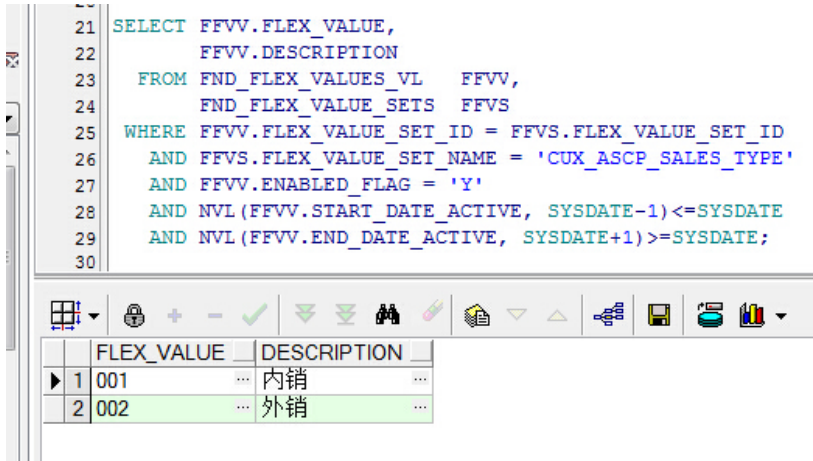 21 SELECT FFVV.FLEX_VALUE,
22 FFVV.DESCRIPTION
23 FROM FND_FLEX_VALUES_VL FFVV,
24 FND_FLEX_VALUE_SETS FFVS
25 WHERE FFVV.FLEX_VALUE_SET_ID = FFVS.FLEX_VALUE_SET_ID
26 AND FFVS.FLEX_VALUE_SET_NAME = 'CUX_ASCP_SALES_TYPE'
27 AND FFVV.ENABLED_FLAG = 'Y'
28 AND NVL(FFVV.START_DATE_ACTIVE, SYSDATE-1)<=SYSDATE
29 AND NVL(FFVV.END_DATE_ACTIVE, SYSDATE+1)>=SYSDATE;
30
FLEX_VALUE DESCRIPTION
1 001 ... 内销 ...
2 002 ... 外销 ...